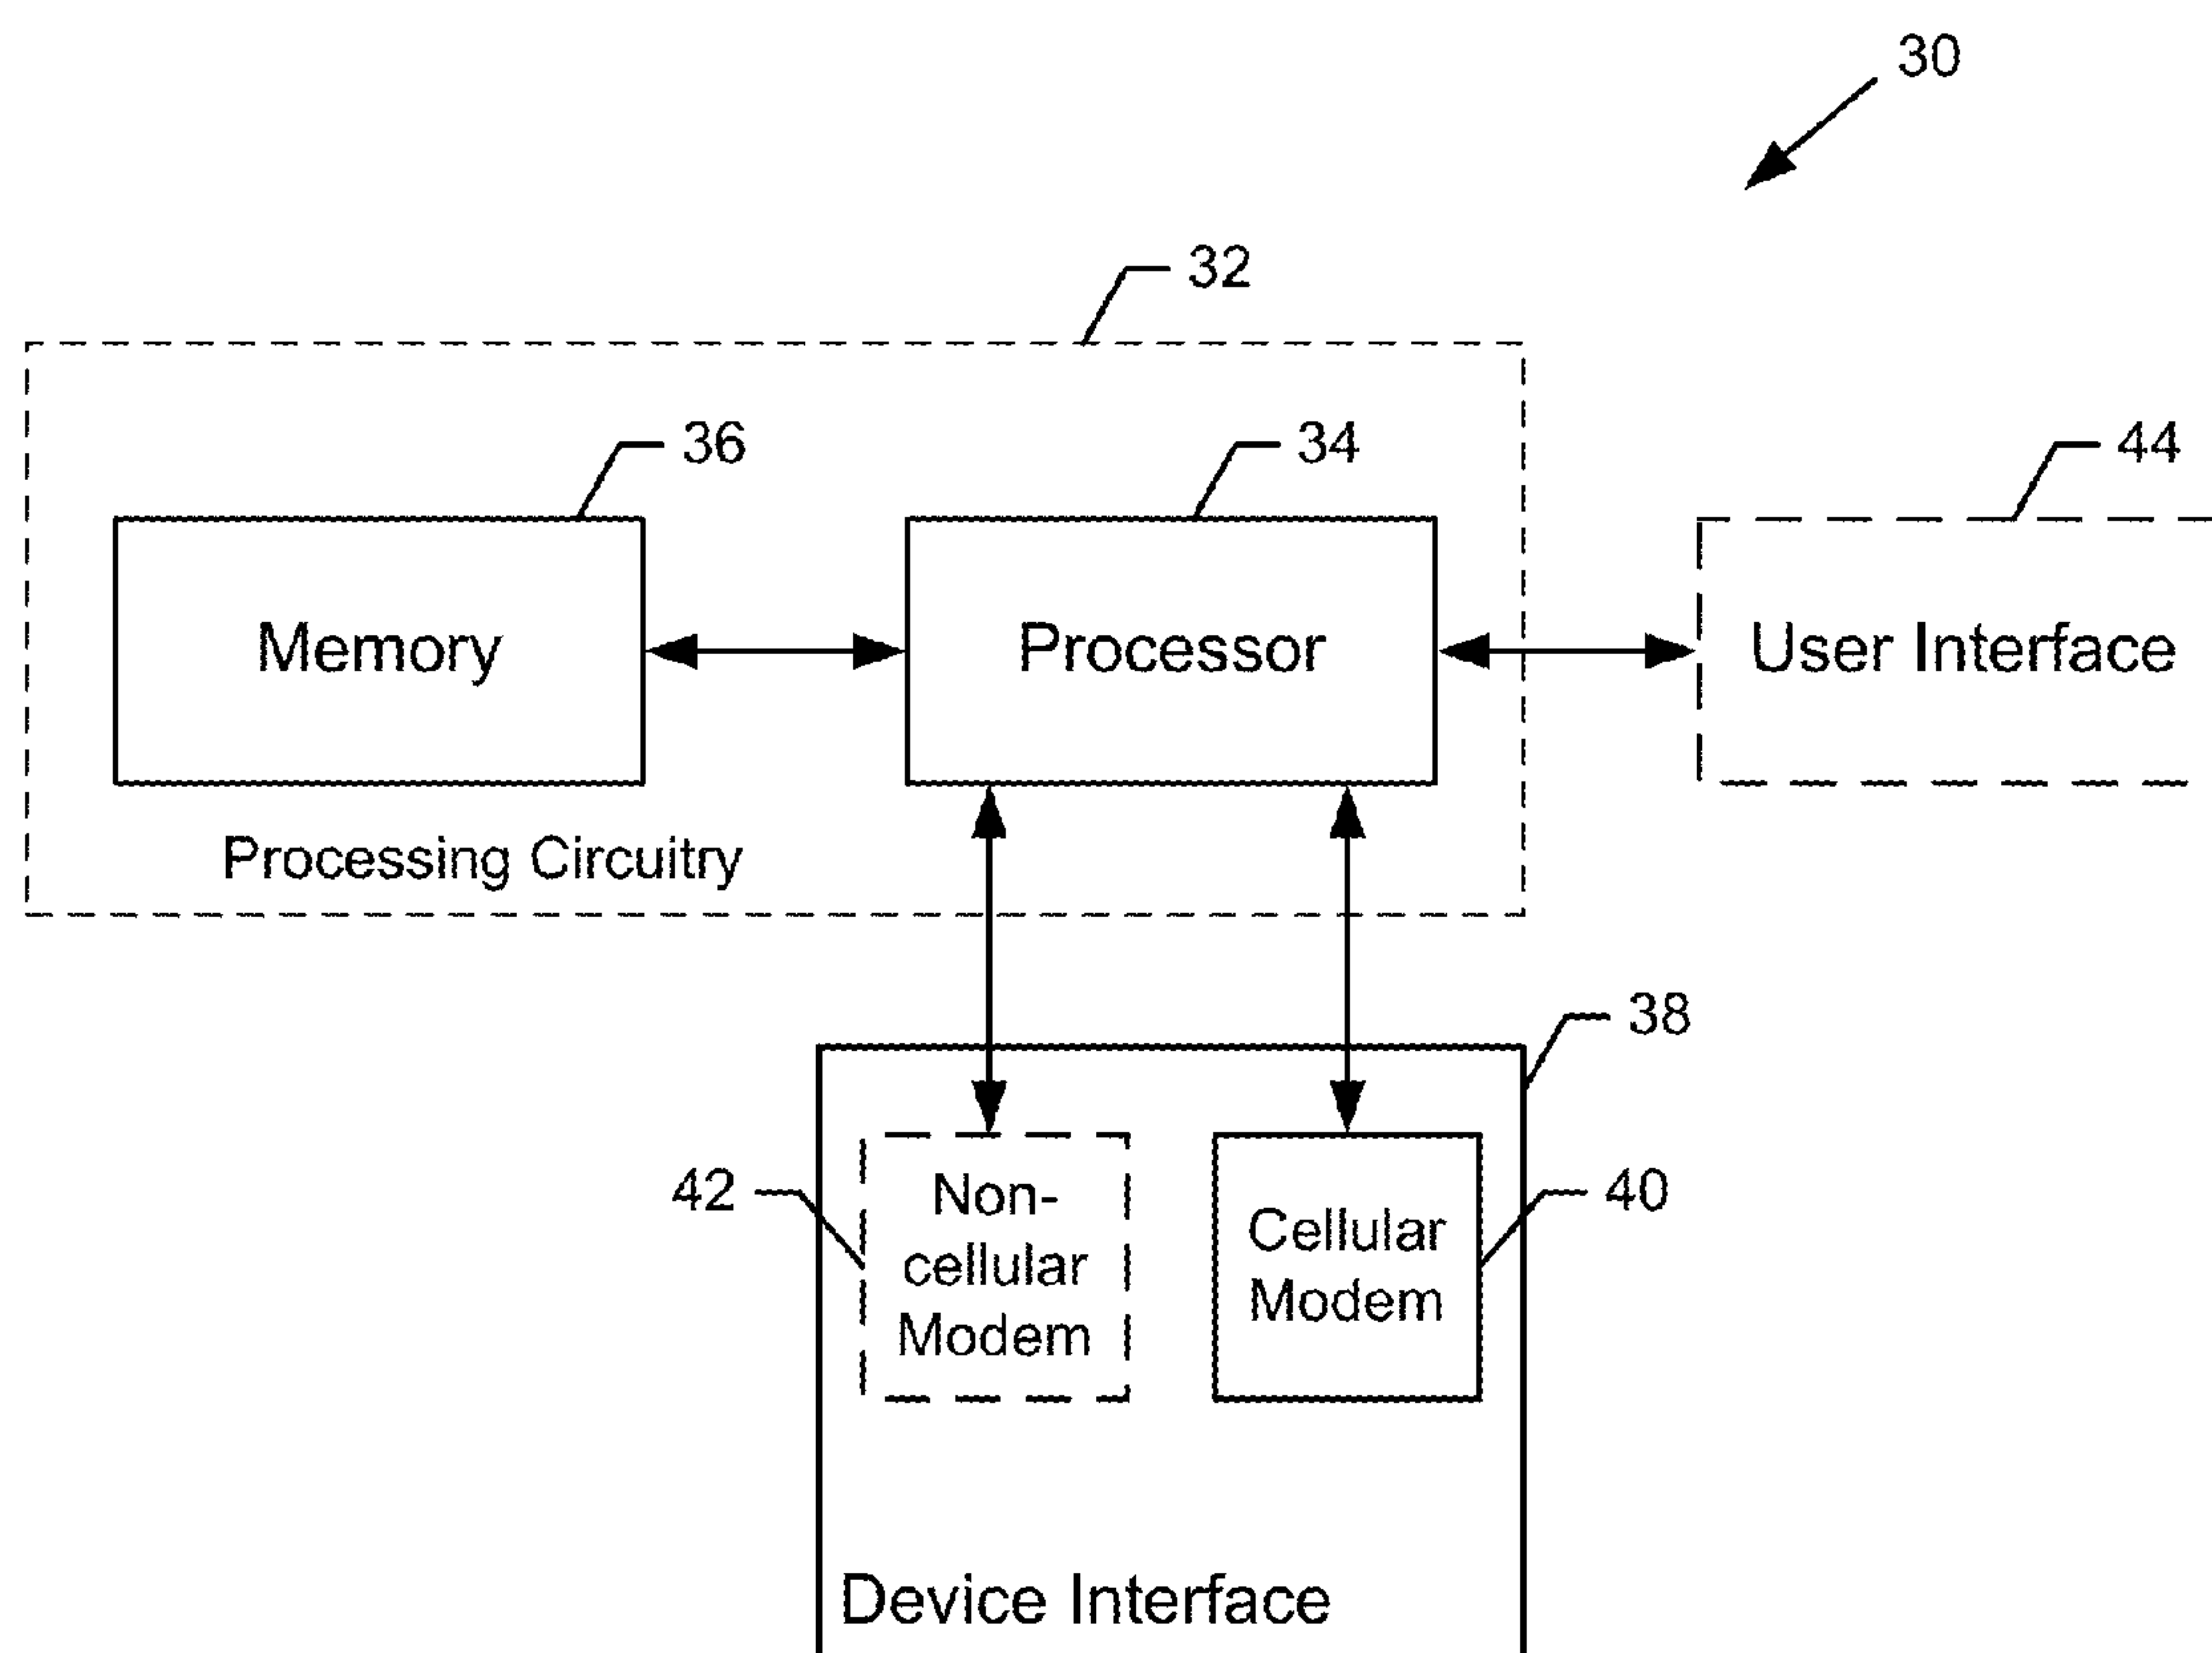 30
32
36
34
44
Memory
Processor
User Interface
Processing Circuitry
38
42
Non-
cellular
Modem
Cellular
Modem
40
Device Interface